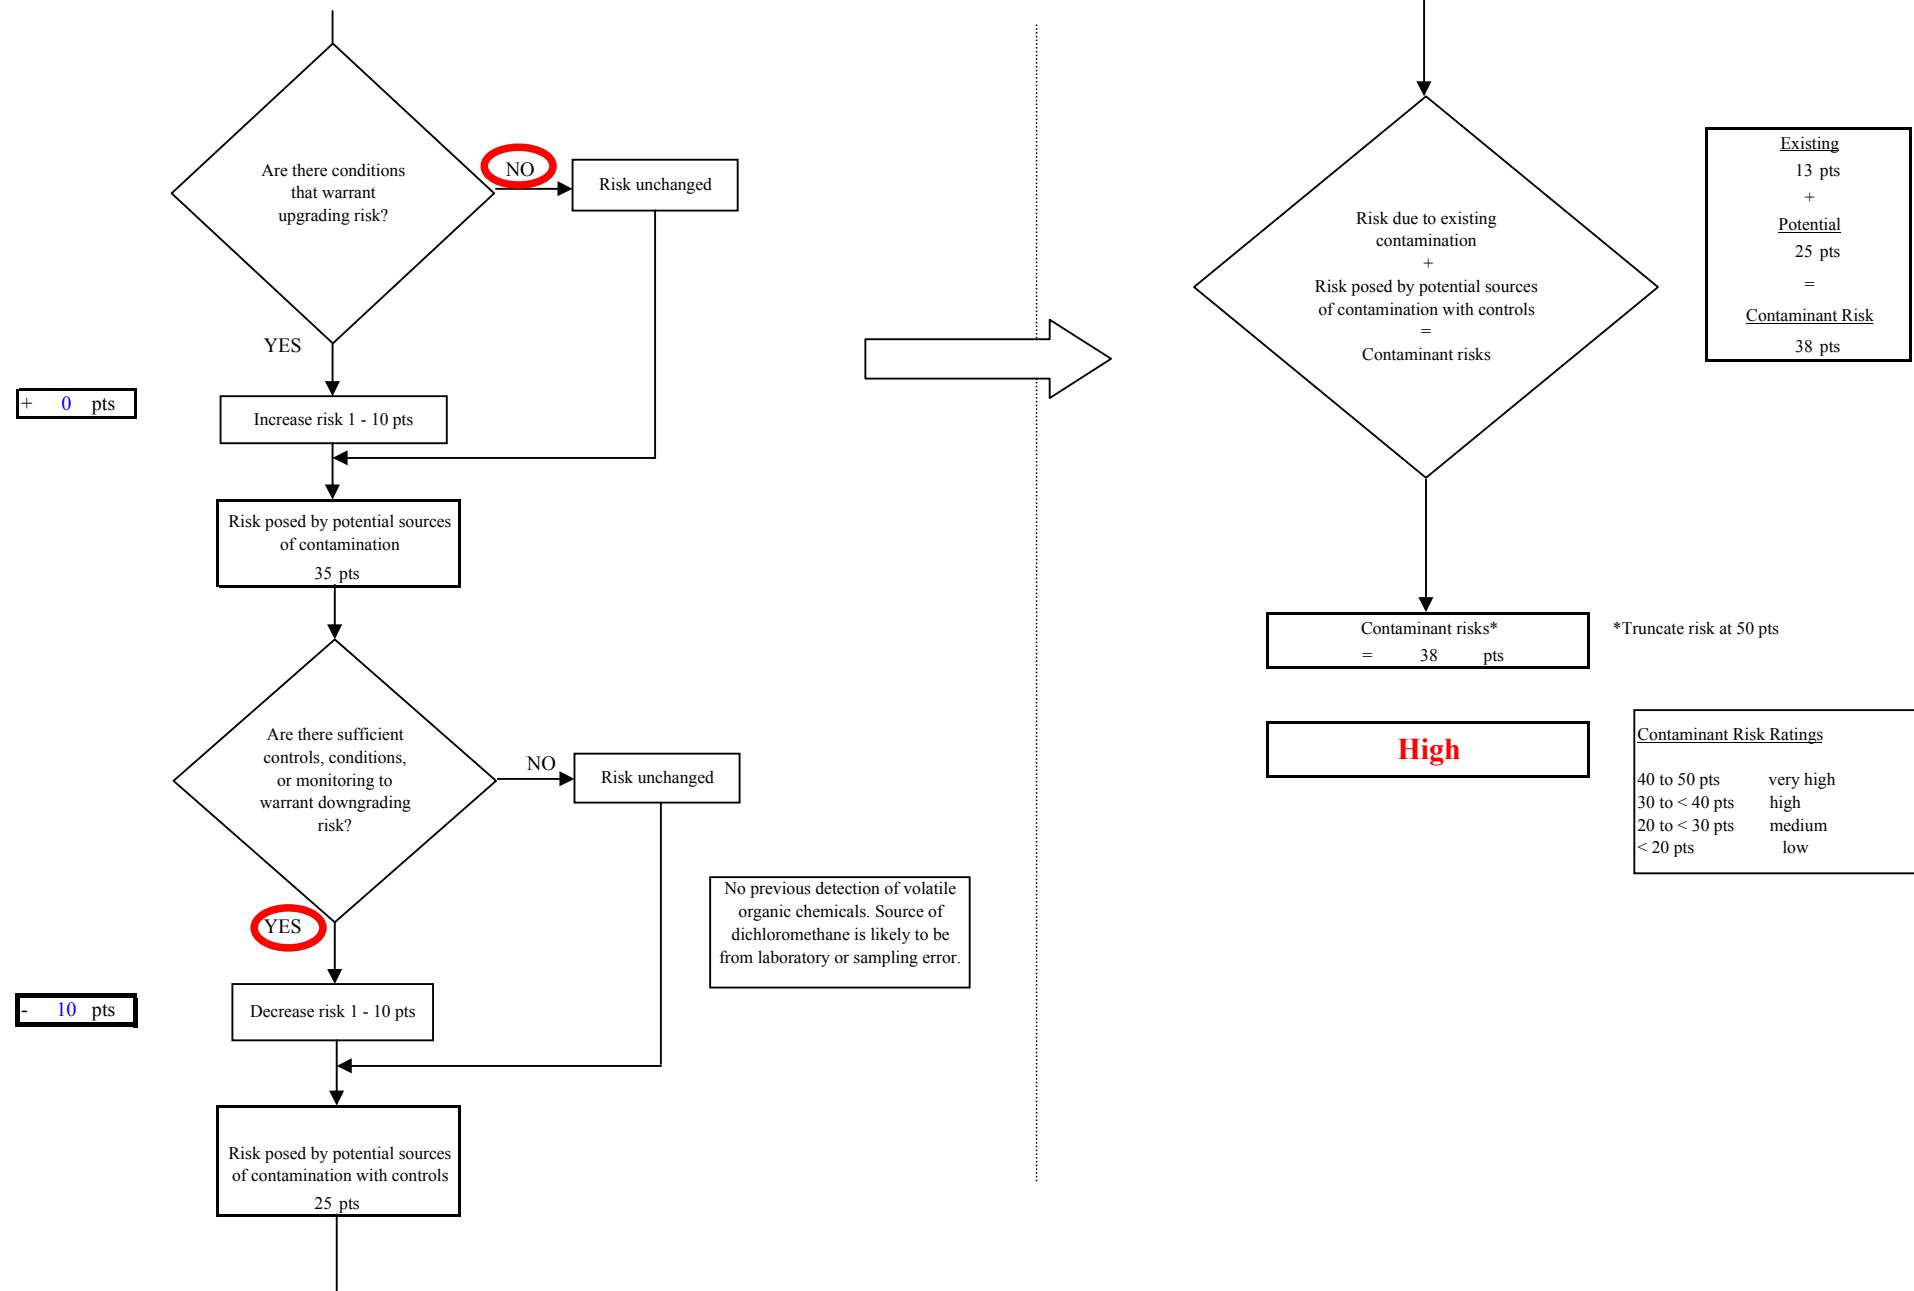 Are there conditions
that warrant
upgrading risk?
NO
Risk unchanged
YES
+ 0 pts
Increase risk 1 - 10 pts
Risk posed by potential sources
of contamination
35 pts
Are there sufficient
controls, conditions,
or monitoring to
warrant downgrading
risk?
NO
Risk unchanged
YES
No previous detection of volatile
organic chemicals. Source of
dichloromethane is likely to be
from laboratory or sampling error.
- 10 pts
Decrease risk 1 - 10 pts
Risk posed by potential sources
of contamination with controls
25 pts
Risk due to existing
contamination
+
Risk posed by potential sources
of contamination with controls
=
Contaminant risks
Existing
13 pts
+
Potential
25 pts
=
Contaminant Risk
38 pts
Contaminant risks*
= 38 pts
*Truncate risk at 50 pts
High
Contaminant Risk Ratings
40 to 50 pts very high
30 to < 40 pts high
20 to < 30 pts medium
< 20 pts low